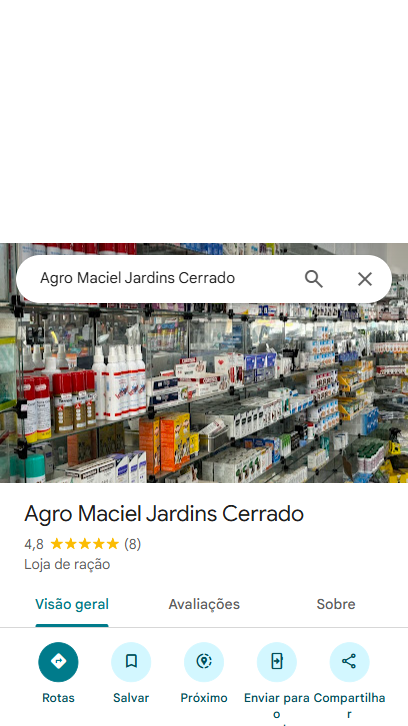 Agro Maciel Jardins Cerrado
Agro Maciel Jardins Cerrado
4,8 (8)
Loja de ração
Visão geral Avaliações Sobre
Rotas Salvar Próximo Enviar para o Compartilhar